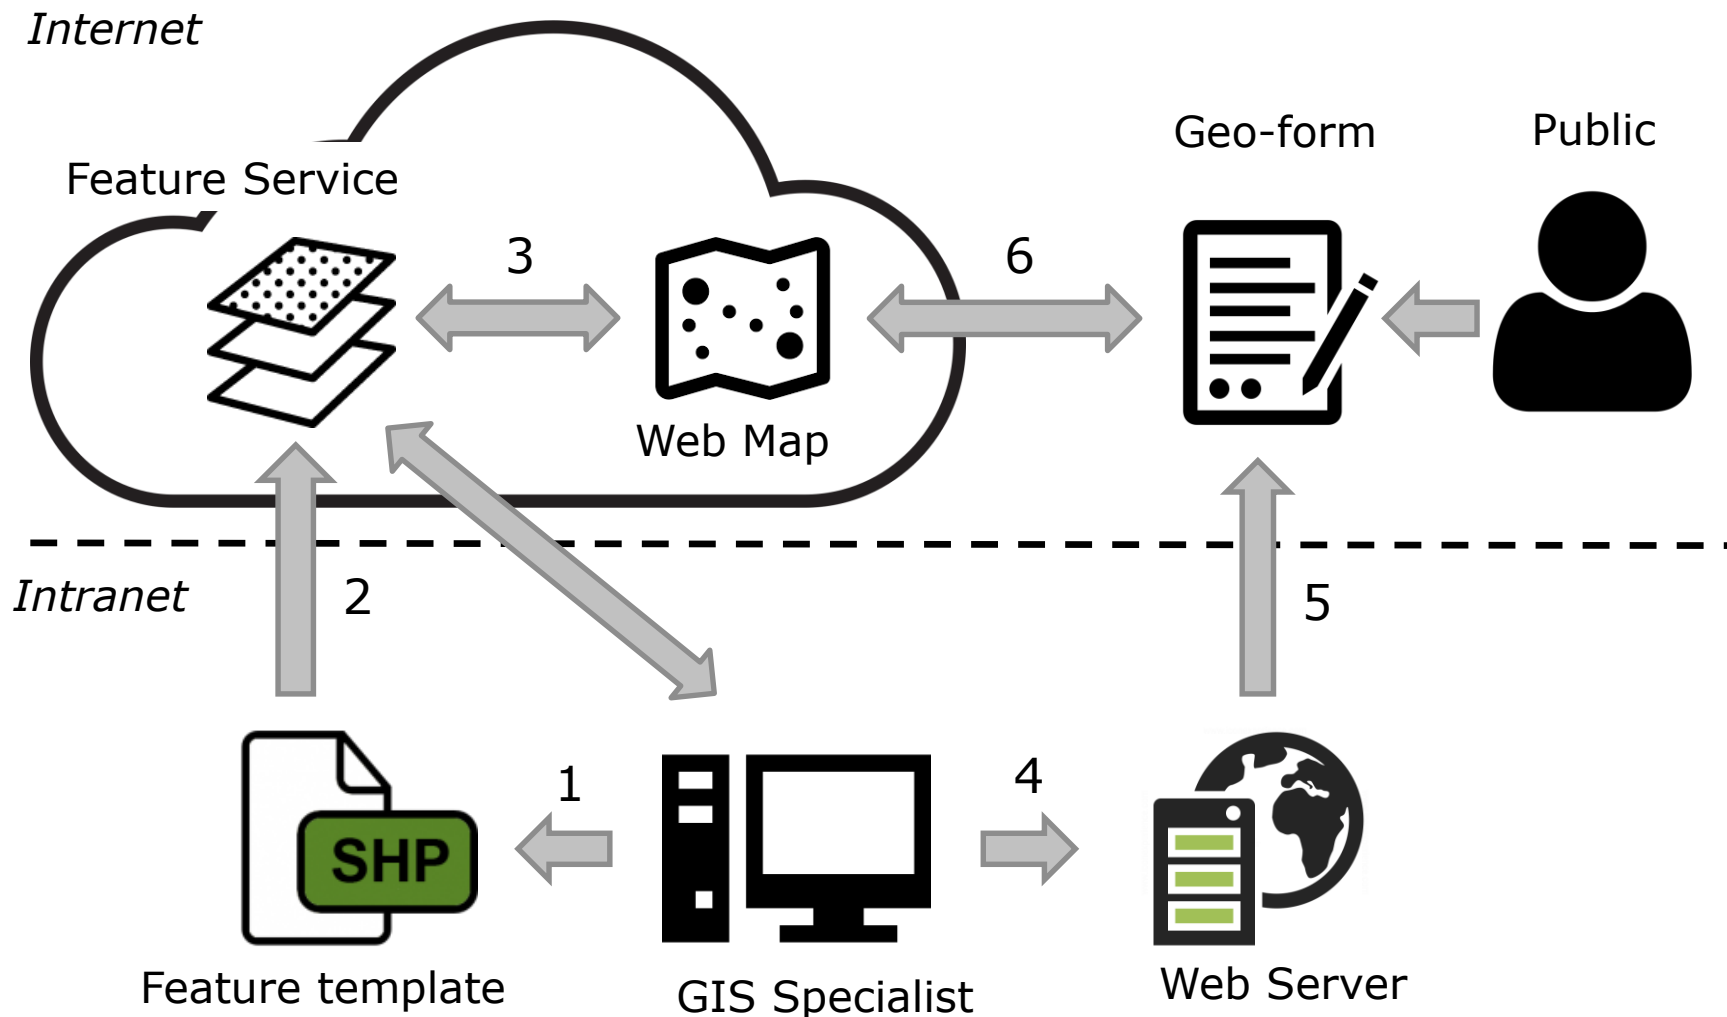 Internet
Geo-form
Public
Feature Service
3
6
Web Map
Intranet
2
5
1
4
SHP
Feature template
GIS Specialist
Web Server